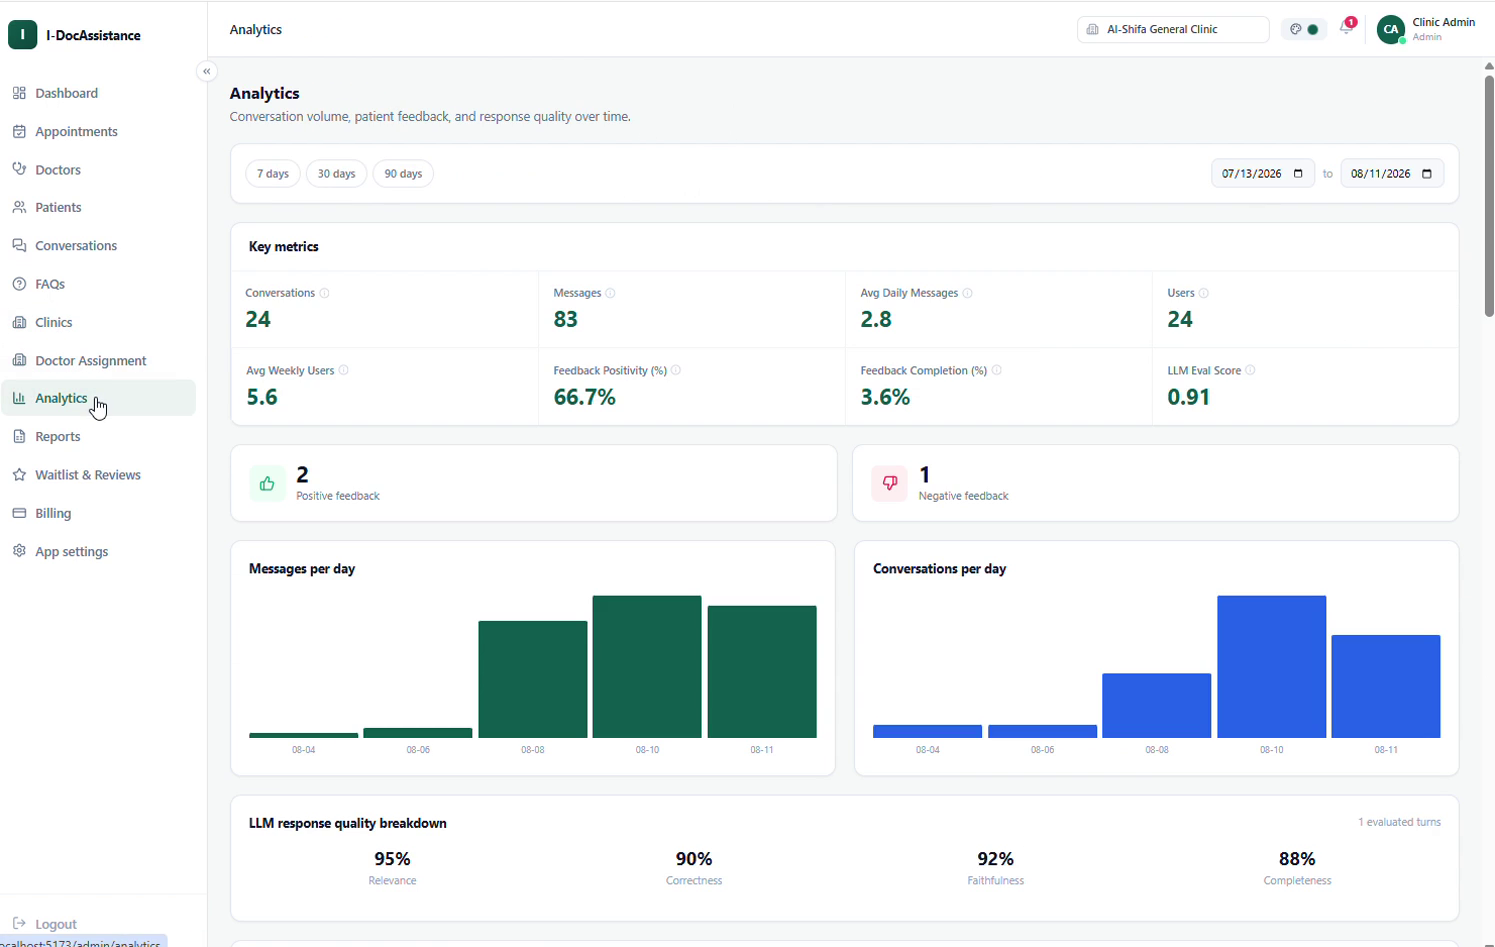 I
I-DocAssistance
Analytics
Al-Shifa General Clinic
1
CA
Clinic Admin
Admin
Dashboard
Appointments
Doctors
Patients
Conversations
FAQs
Clinics
Doctor Assignment
Analytics
Reports
Waitlist & Reviews
Billing
App settings
Logout
ocalhost:5173/admin/analytics
Analytics
Conversation volume, patient feedback, and response quality over time.
7 days 30 days 90 days
07/13/2026 to 08/11/2026
Key metrics
Conversations Messages Avg Daily Messages Users
24 83 2.8 24
Avg Weekly Users Feedback Positivity (%) Feedback Completion (%) LLM Eval Score
5.6 66.7% 3.6% 0.91
2
Positive feedback
1
Negative feedback
Messages per day
08-04 08-06 08-08 08-10 08-11
Conversations per day
08-04 08-06 08-08 08-10 08-11
LLM response quality breakdown
1 evaluated turns
95% 90% 92% 88%
Relevance Correctness Faithfulness Completeness